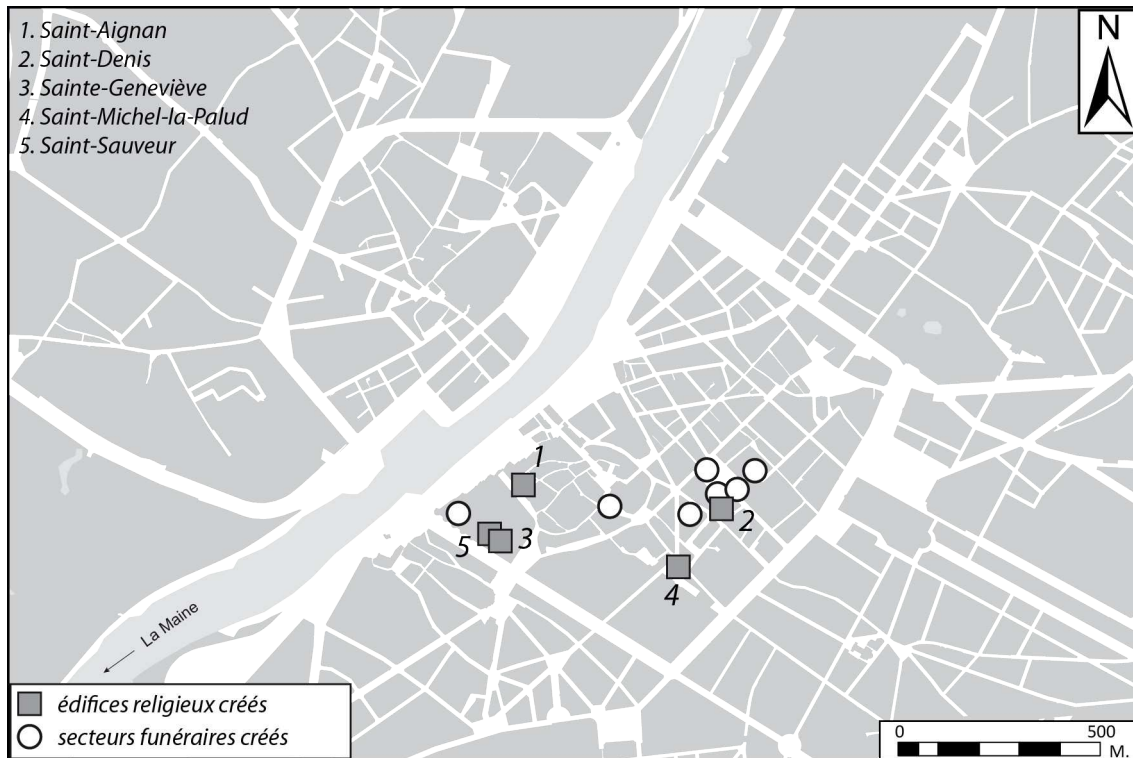 1. Saint-Aignan
2. Saint-Denis
3. Sainte-Geneviève
4. Saint-Michel-la-Palud
5. Saint-Sauveur
N
1
2
5
3
4
La Maine
édifices religieux créés
secteurs funéraires créés
0 500
M.